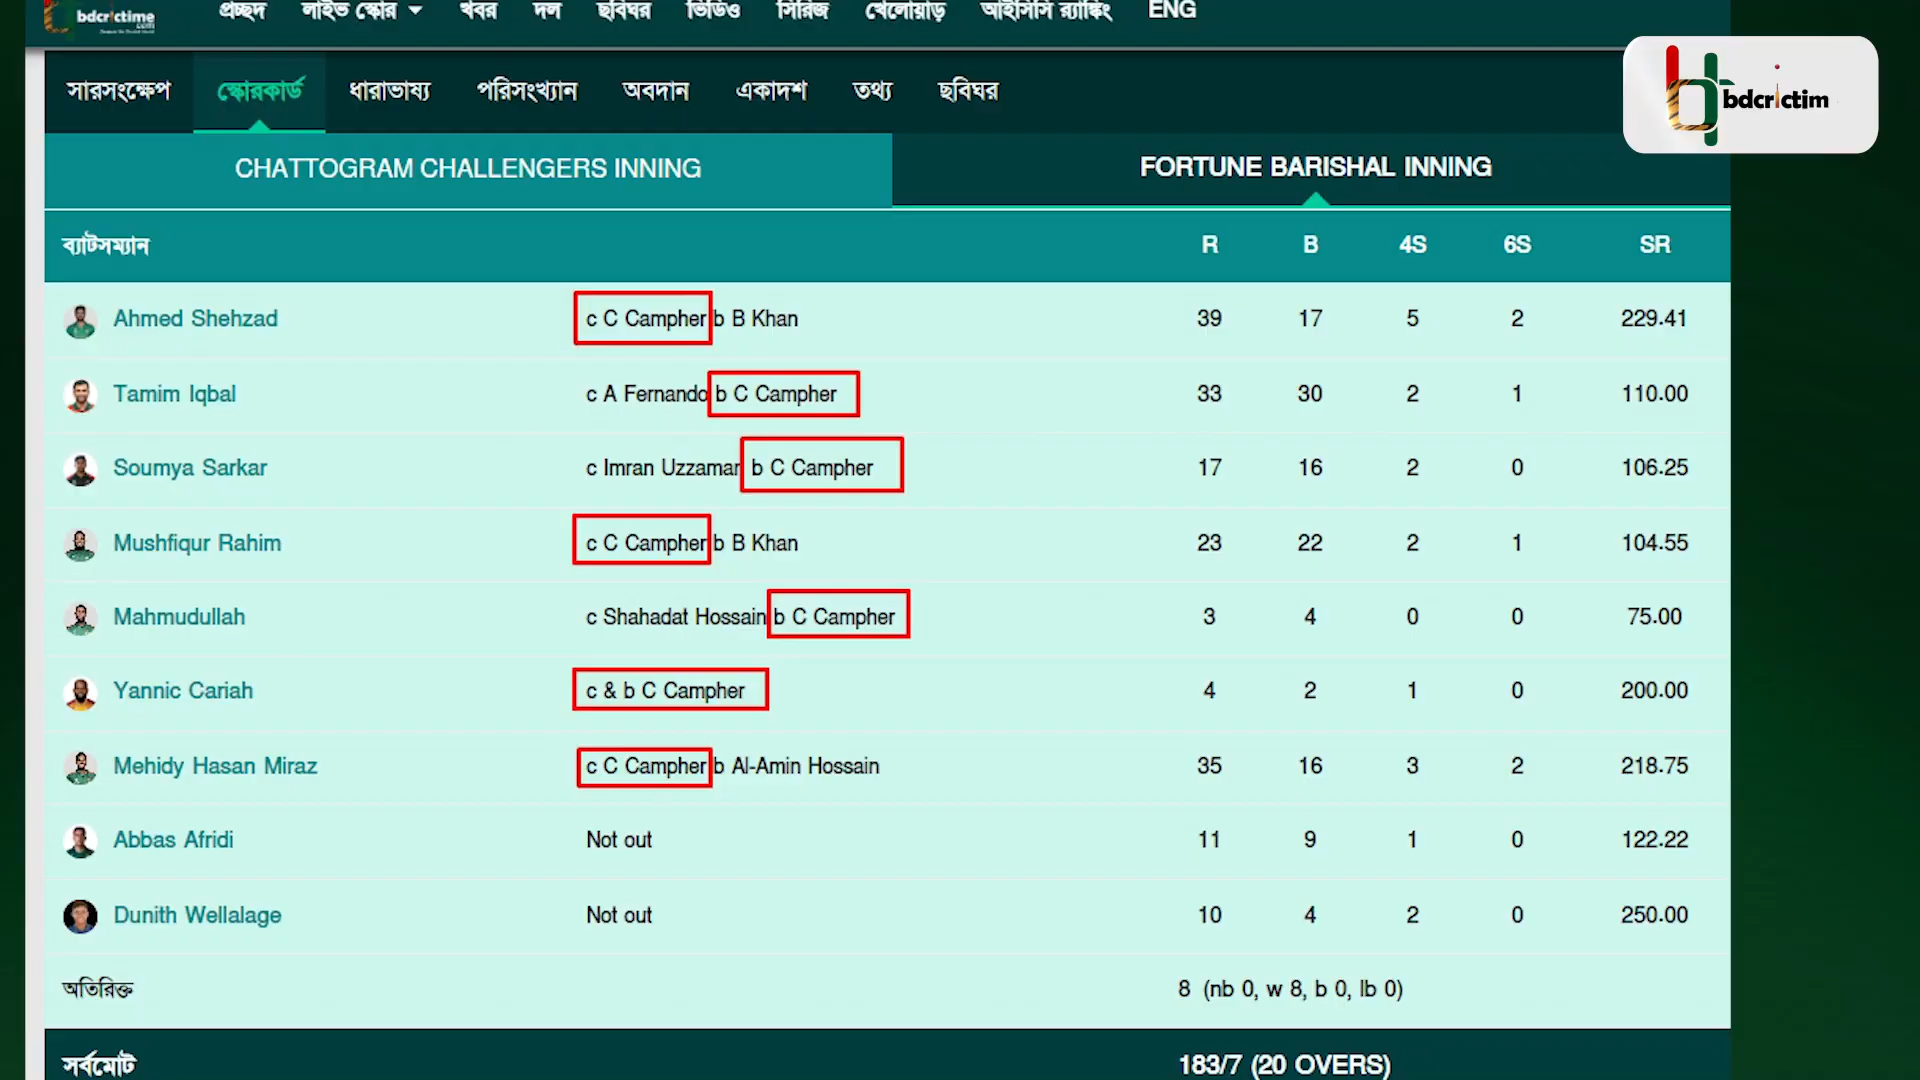 bdcrictime.com প্রচ্ছদ লাইভ স্কোর খবর দল ছবিঘর ভিডিও সিরিজ খেলোয়াড় আইসিসি র‍্যাঙ্কিং ENG
সারসংক্ষেপ স্কোরকার্ড ধারাভাষ্য পরিসংখ্যান অবদান একাদশ তথ্য ছবিঘর
bdcrictim
CHATTOGRAM CHALLENGERS INNING FORTUNE BARISHAL INNING
ব্যাটসম্যান R B 4S 6S SR
Ahmed Shehzad c C Campher b B Khan 39 17 5 2 229.41
Tamim Iqbal c A Fernando b C Campher 33 30 2 1 110.00
Soumya Sarkar c Imran Uzzaman b C Campher 17 16 2 0 106.25
Mushfiqur Rahim c C Campher b B Khan 23 22 2 1 104.55
Mahmudullah c Shahadat Hossain b C Campher 3 4 0 0 75.00
Yannic Cariah c & b C Campher 4 2 1 0 200.00
Mehidy Hasan Miraz c C Campher b Al-Amin Hossain 35 16 3 2 218.75
Abbas Afridi Not out 11 9 1 0 122.22
Dunith Wellalage Not out 10 4 2 0 250.00
অতিরিক্ত 8 (nb 0, w 8, b 0, lb 0)
সর্বমোট 183/7 (20 OVERS)